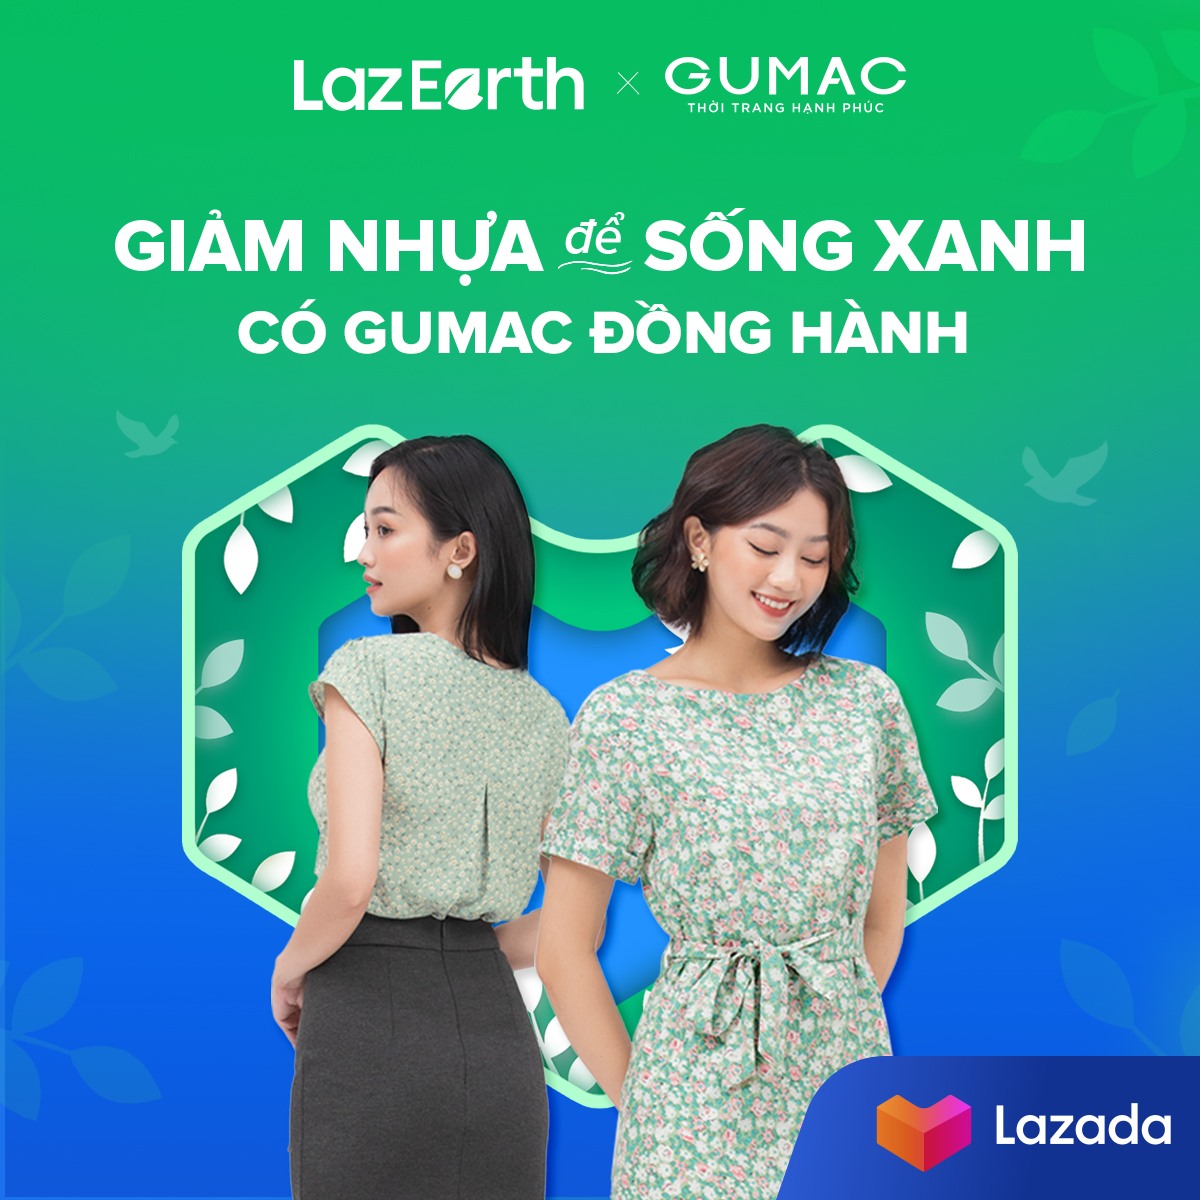 LazEarth × GUMAC
THỜI TRANG HẠNH PHÚC
GIẢM NHỰA để SỐNG XANH
CÓ GUMAC ĐỒNG HÀNH
Lazada